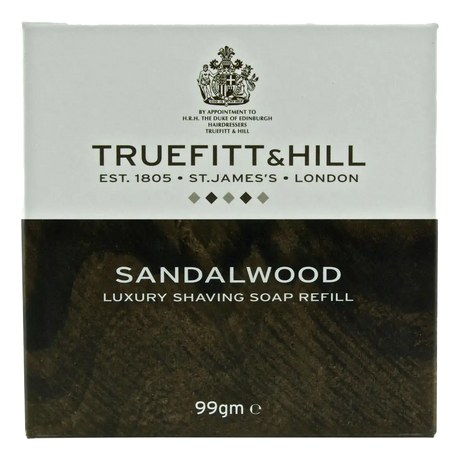 BY APPOINTMENT TO
H.R.H. THE DUKE OF EDINBURGH
HAIRDRESSERS
TRUEFITT & HILL
TRUEFITT&HILL
EST. 1805 • ST.JAMES'S • LONDON
SANDALWOOD
LUXURY SHAVING SOAP REFILL
99gm ℮